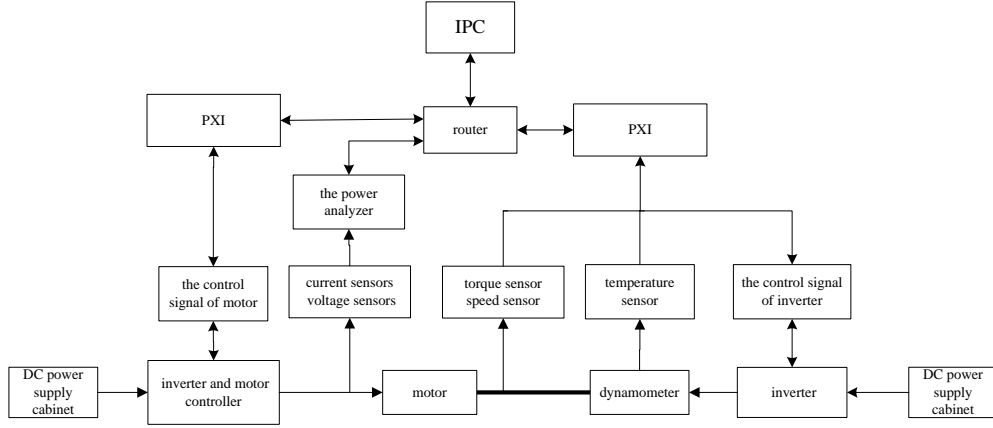 IPC
PXI
router
PXI
the power
analyzer
the control
signal of motor
current sensors
voltage sensors
torque sensor
speed sensor
temperature
sensor
the control signal
of inverter
DC power
supply
cabinet
inverter and motor
controller
motor
dynamometer
inverter
DC power
supply
cabinet